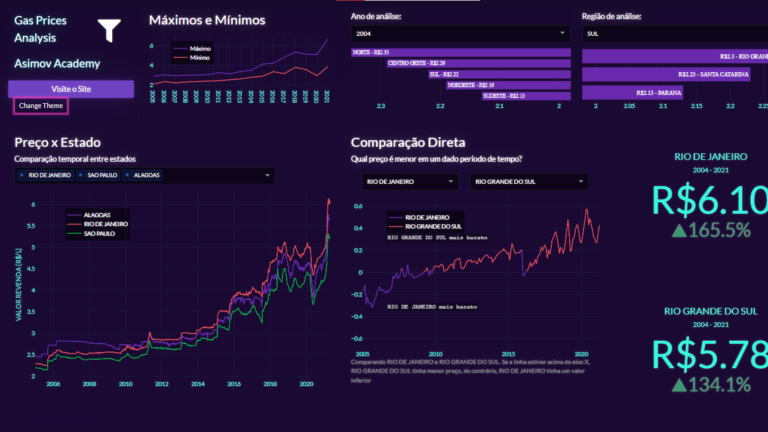 Gas Prices
Analysis
Asimov Academy
Visite o Site
Change Theme
Máximos e Mínimos
Máximo
Mínimo
6
4
2
2005
2006
2007
2008
2009
2010
2011
2012
2013
2014
2015
2016
2017
2018
2019
2020
2021
Ano de análise:
2004
NORTE - R$2.35
CENTRO OESTE - R$2.29
SUL - R$2.22
NORDESTE - R$2.19
SUDESTE - R$2.13
2.3
2.2
2.1
2
Região de análise:
SUL
R$2.3 - RIO G
R$2.23 - SANTA CATARINA
R$2.13 - PARANA
2
2.05
2.1
2.15
2.2
2.25
Preço x Estado
Comparação temporal entre estados
RIO DE JANEIRO
SAO PAULO
ALAGOAS
ALAGOAS
RIO DE JANEIRO
SAO PAULO
VALOR REVENDA (R$/L)
6
5.5
5
4.5
4
3.5
3
2.5
2
2006
2008
2010
2012
2014
2016
2018
2020
Comparação Direta
Qual preço é menor em um dado período de tempo?
RIO DE JANEIRO
RIO GRANDE DO SUL
RIO DE JANEIRO
RIO GRANDE DO SUL
RIO GRANDE DO SUL mais barato
RIO DE JANEIRO mais barato
0.6
0.4
0.2
0
−0.2
−0.4
−0.6
2005
2010
2015
2020
Comparando RIO DE JANEIRO e RIO GRANDE DO SUL. Se a linha estiver acima do eixo X,
RIO GRANDE DO SUL tinha menor preço, do contrário, RIO DE JANEIRO tinha um valor
inferior
RIO DE JANEIRO
2004 - 2021
R$6.10
▲165.5%
RIO GRANDE DO SUL
2004 - 2021
R$5.78
▲134.1%